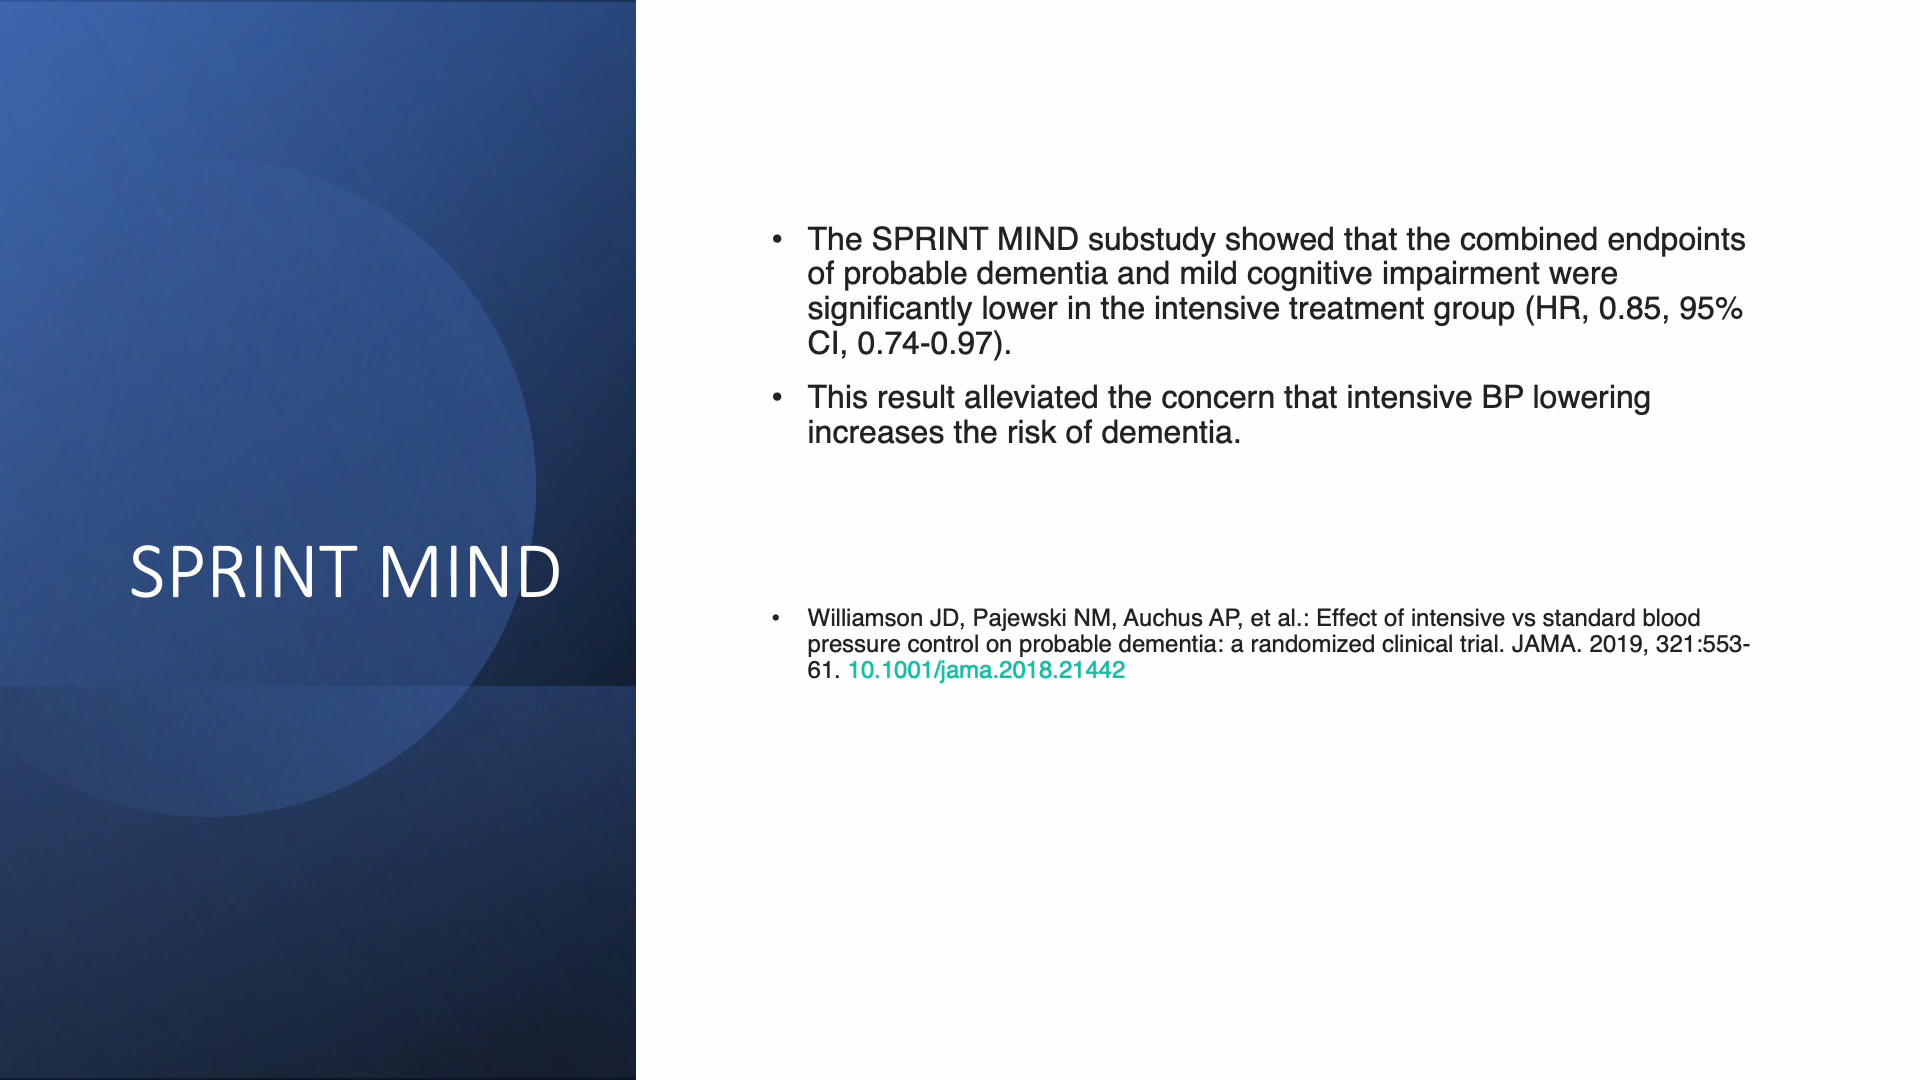 SPRINT MIND
• The SPRINT MIND substudy showed that the combined endpoints
of probable dementia and mild cognitive impairment were
significantly lower in the intensive treatment group (HR, 0.85, 95%
CI, 0.74-0.97).
• This result alleviated the concern that intensive BP lowering
increases the risk of dementia.
• Williamson JD, Pajewski NM, Auchus AP, et al.: Effect of intensive vs standard blood
pressure control on probable dementia: a randomized clinical trial. JAMA. 2019, 321:553-
61. 10.1001/jama.2018.21442